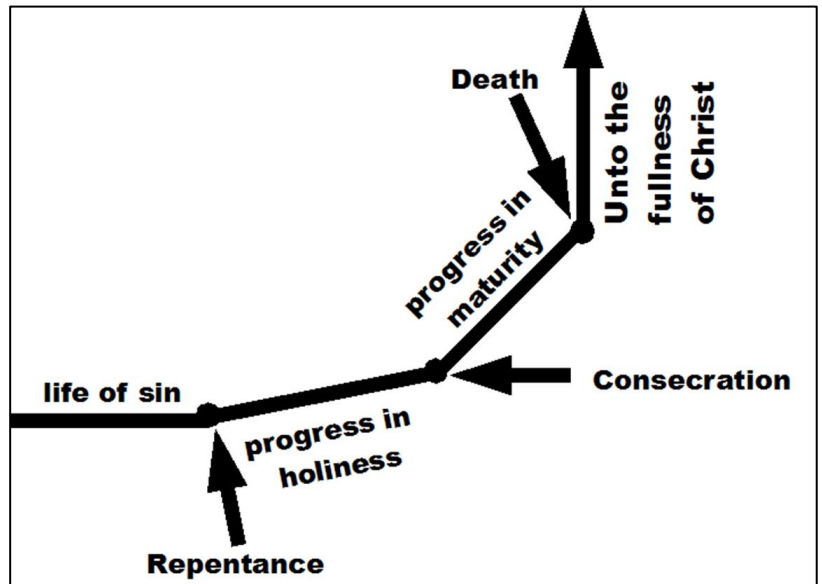 Death
Unto the
fullness
of Christ
progress in
maturity
life of sin
Consecration
progress in
holiness
Repentance